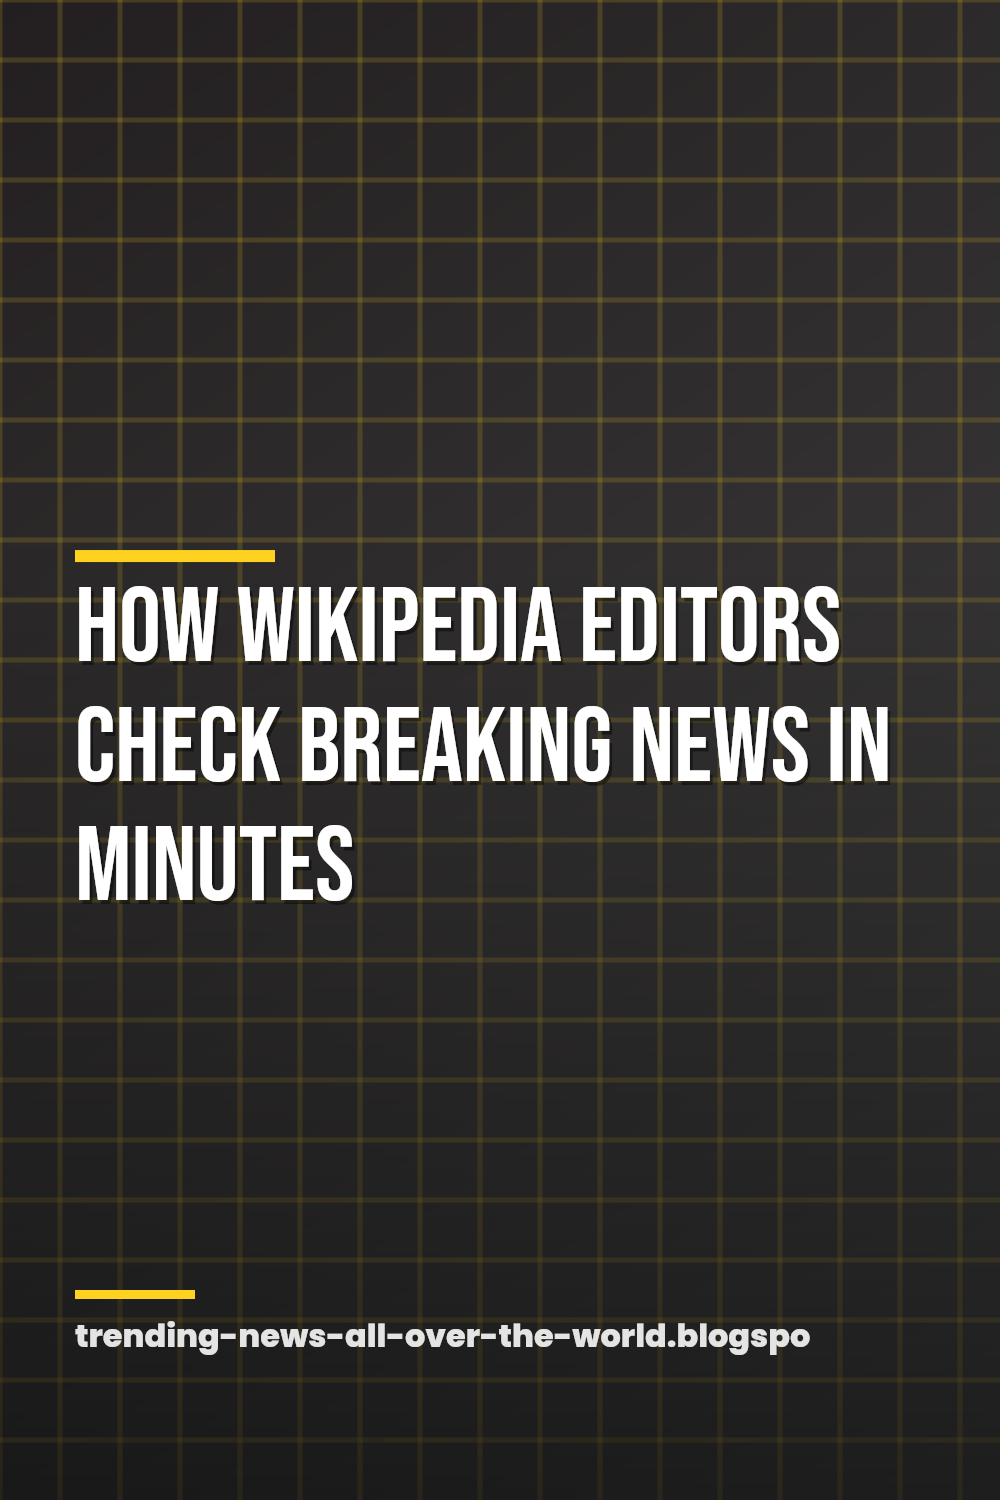 HOW WIKIPEDIA EDITORS
CHECK BREAKING NEWS IN
MINUTES
trending-news-all-over-the-world.blogspo